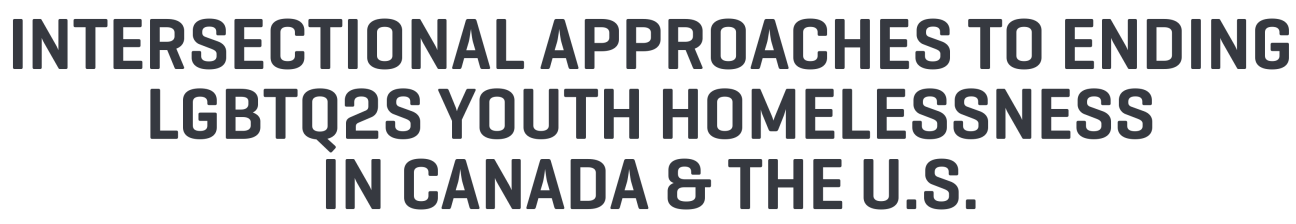 INTERSECTIONAL APPROACHES TO ENDING
LGBTQ2S YOUTH HOMELESSNESS
IN CANADA & THE U.S.